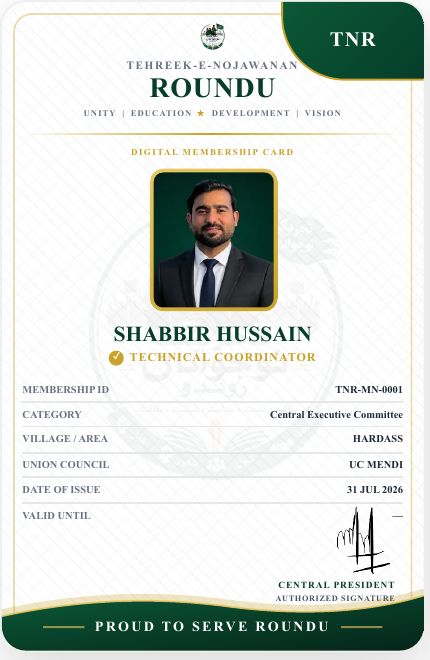 TNR
TEHREEK-E-NOJAWANAN
ROUNDU
UNITY | EDUCATION ★ DEVELOPMENT | VISION
DIGITAL MEMBERSHIP CARD
SHABBIR HUSSAIN
TECHNICAL COORDINATOR
MEMBERSHIP ID TNR-MN-0001
CATEGORY Central Executive Committee
VILLAGE / AREA HARDASS
UNION COUNCIL UC MENDI
DATE OF ISSUE 31 JUL 2026
VALID UNTIL —
CENTRAL PRESIDENT
AUTHORIZED SIGNATURE
PROUD TO SERVE ROUNDU